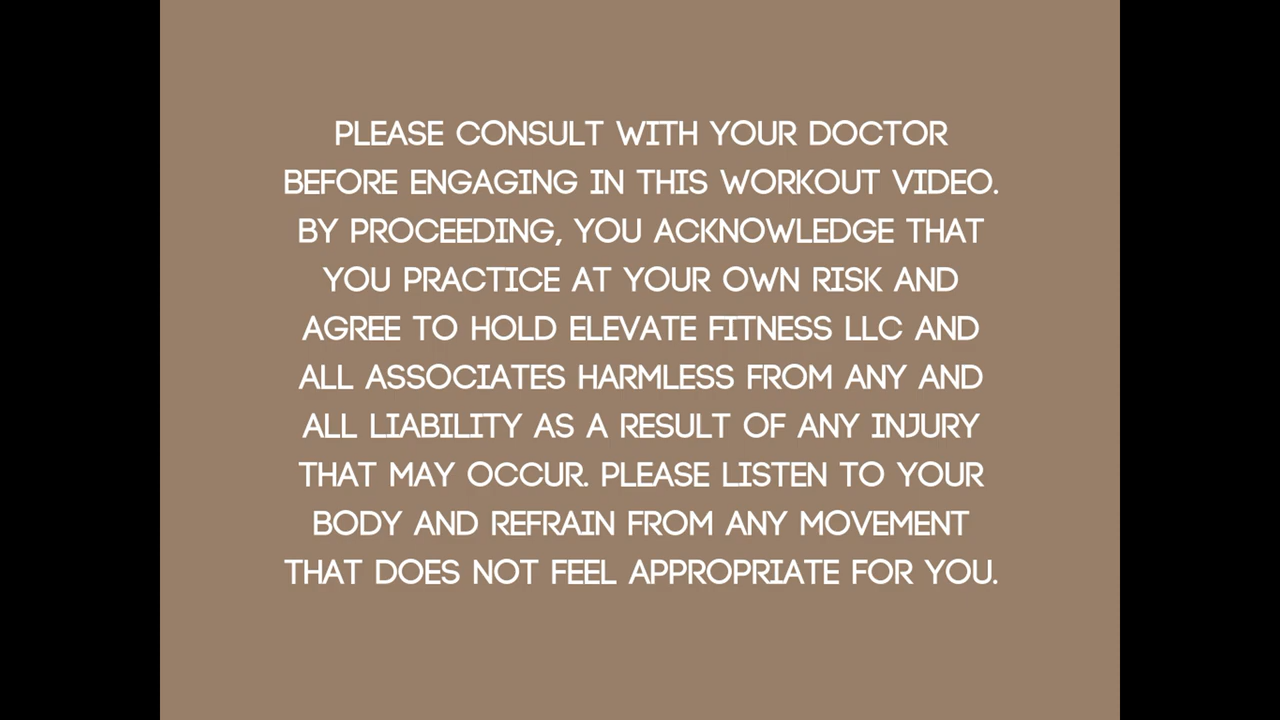 PLEASE CONSULT WITH YOUR DOCTOR
BEFORE ENGAGING IN THIS WORKOUT VIDEO.
BY PROCEEDING, YOU ACKNOWLEDGE THAT
YOU PRACTICE AT YOUR OWN RISK AND
AGREE TO HOLD ELEVATE FITNESS LLC AND
ALL ASSOCIATES HARMLESS FROM ANY AND
ALL LIABILITY AS A RESULT OF ANY INJURY
THAT MAY OCCUR. PLEASE LISTEN TO YOUR
BODY AND REFRAIN FROM ANY MOVEMENT
THAT DOES NOT FEEL APPROPRIATE FOR YOU.